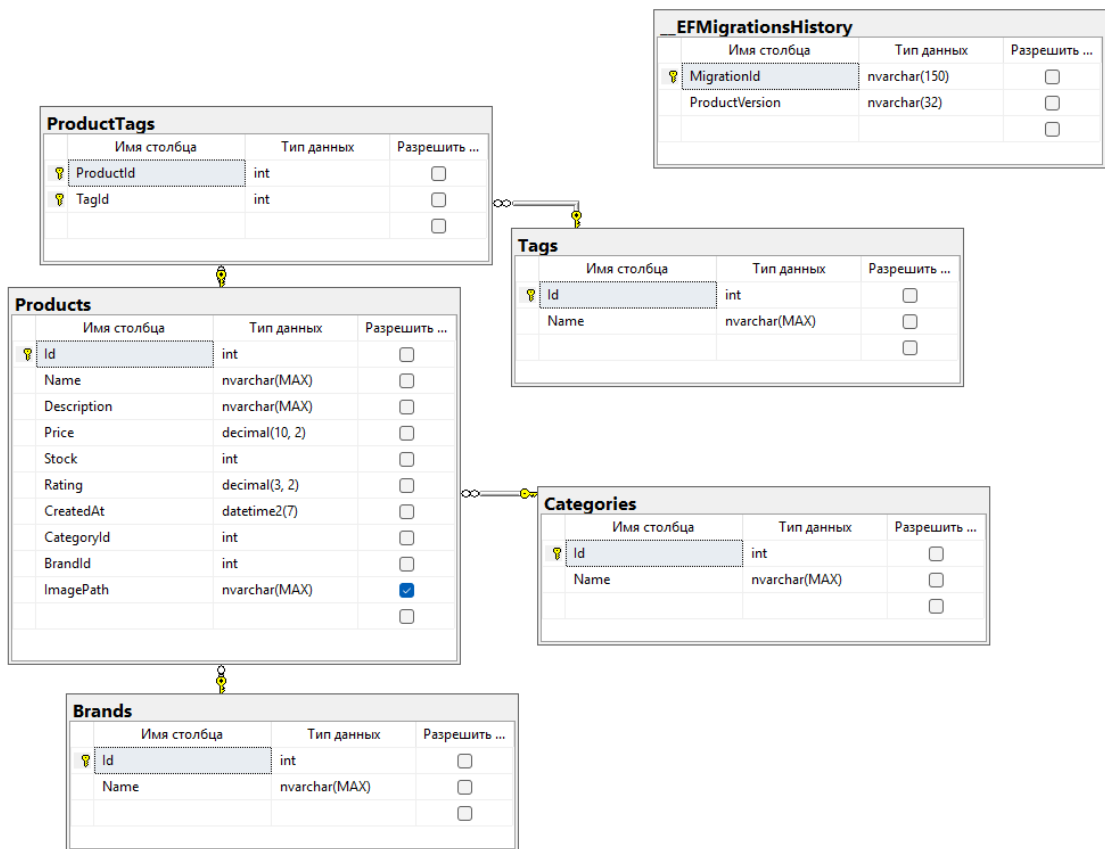 __EFMigrationsHistory
Имя столбца Тип данных Разрешить ...
MigrationId nvarchar(150)
ProductVersion nvarchar(32)
ProductTags
Имя столбца Тип данных Разрешить ...
ProductId int
TagId int
Tags
Имя столбца Тип данных Разрешить ...
Id int
Name nvarchar(MAX)
Products
Имя столбца Тип данных Разрешить ...
Id int
Name nvarchar(MAX)
Description nvarchar(MAX)
Price decimal(10, 2)
Stock int
Rating decimal(3, 2)
CreatedAt datetime2(7)
CategoryId int
BrandId int
ImagePath nvarchar(MAX)
Categories
Имя столбца Тип данных Разрешить ...
Id int
Name nvarchar(MAX)
Brands
Имя столбца Тип данных Разрешить ...
Id int
Name nvarchar(MAX)